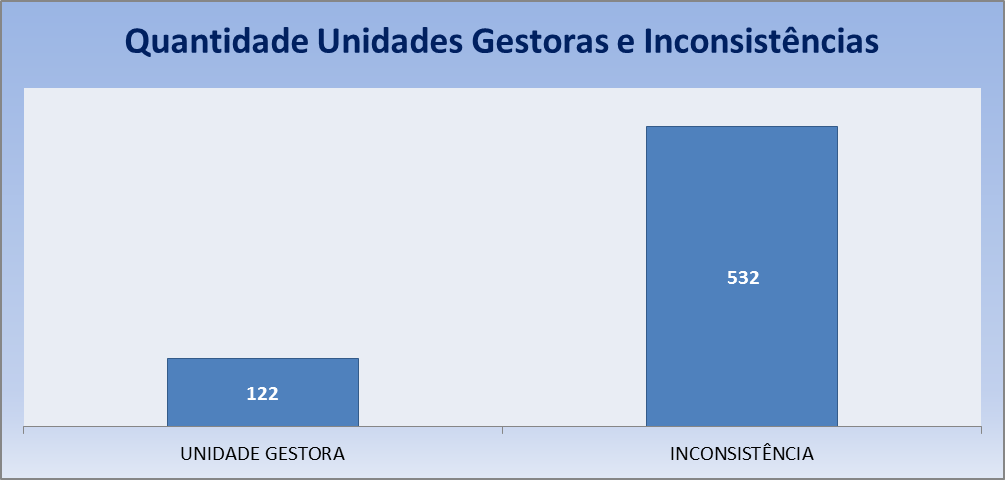 Quantidade Unidades Gestoras e Inconsistências
532
122
UNIDADE GESTORA
INCONSISTÊNCIA